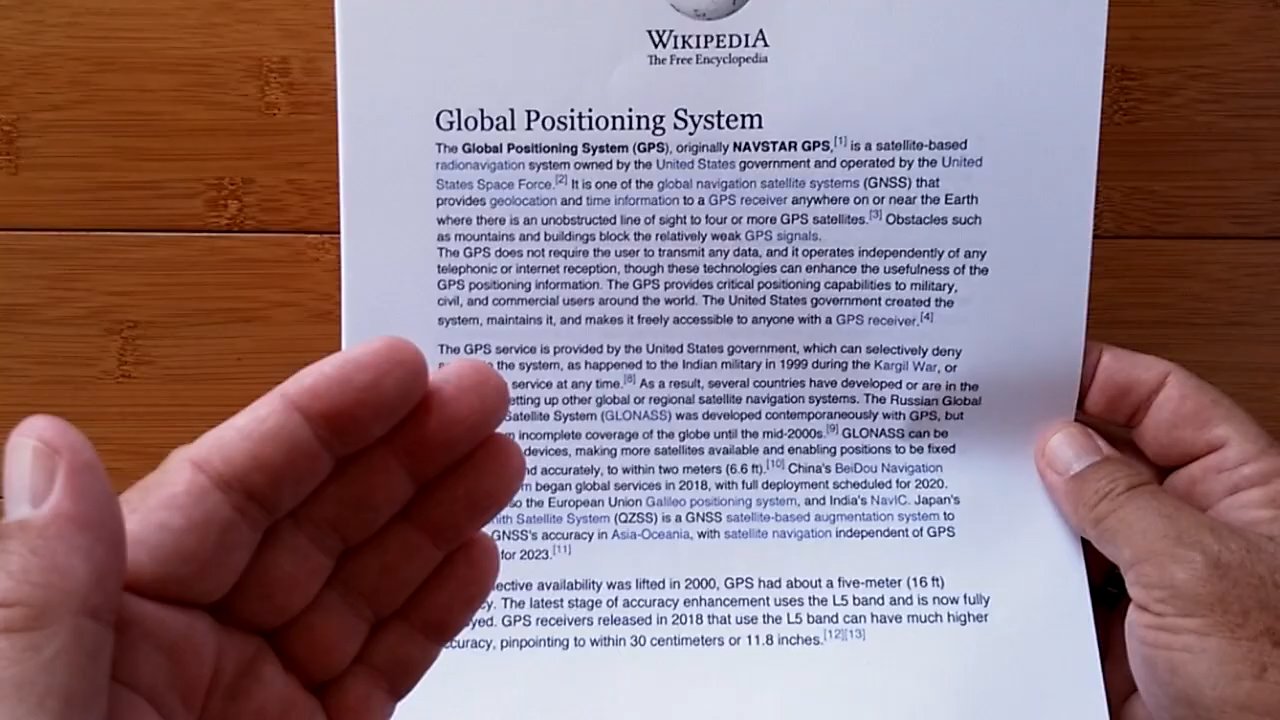 WIKIPEDIA
The Free Encyclopedia
Global Positioning System
The Global Positioning System (GPS), originally NAVSTAR GPS,[1] is a satellite-based
radionavigation system owned by the United States government and operated by the United
States Space Force.[2] It is one of the global navigation satellite systems (GNSS) that
provides geolocation and time information to a GPS receiver anywhere on or near the Earth
where there is an unobstructed line of sight to four or more GPS satellites.[3] Obstacles such
as mountains and buildings block the relatively weak GPS signals.
The GPS does not require the user to transmit any data, and it operates independently of any
telephonic or internet reception, though these technologies can enhance the usefulness of the
GPS positioning information. The GPS provides critical positioning capabilities to military,
civil, and commercial users around the world. The United States government created the
system, maintains it, and makes it freely accessible to anyone with a GPS receiver.[4]
The GPS service is provided by the United States government, which can selectively deny
the system, as happened to the Indian military in 1999 during the Kargil War, or
service at any time.[8] As a result, several countries have developed or are in the
etting up other global or regional satellite navigation systems. The Russian Global
Satellite System (GLONASS) was developed contemporaneously with GPS, but
incomplete coverage of the globe until the mid-2000s.[9] GLONASS can be
devices, making more satellites available and enabling positions to be fixed
nd accurately, to within two meters (6.6 ft).[10] China's BeiDou Navigation
m began global services in 2018, with full deployment scheduled for 2020.
so the European Union Galileo positioning system, and India's NavIC. Japan's
nith Satellite System (QZSS) is a GNSS satellite-based augmentation system to
GNSS's accuracy in Asia-Oceania, with satellite navigation independent of GPS
for 2023.[11]
ective availability was lifted in 2000, GPS had about a five-meter (16 ft)
cy. The latest stage of accuracy enhancement uses the L5 band and is now fully
yed. GPS receivers released in 2018 that use the L5 band can have much higher
ccuracy, pinpointing to within 30 centimeters or 11.8 inches.[12][13]